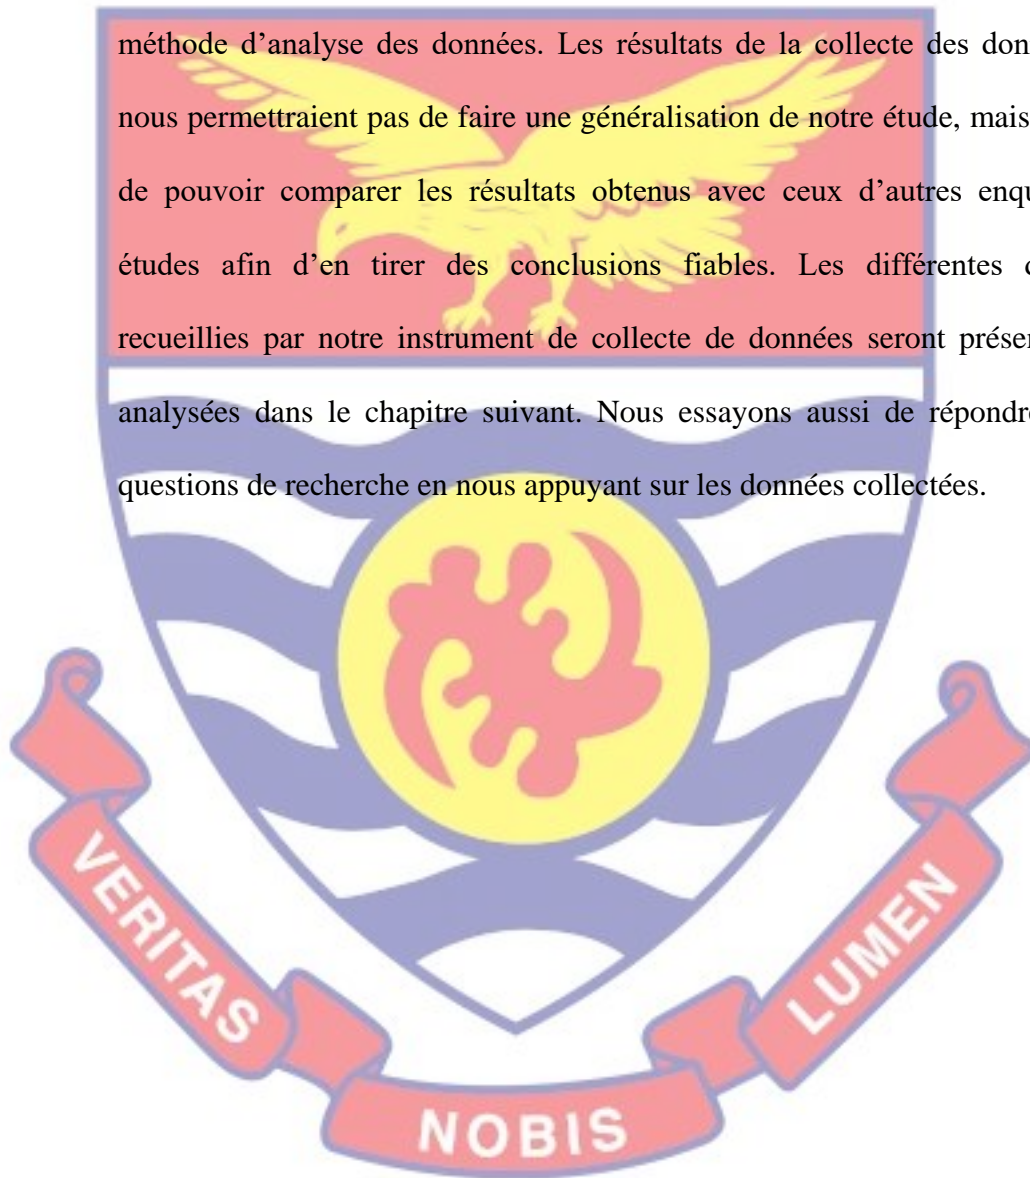 méthode d’analyse des données. Les résultats de la collecte des don
nous permettraient pas de faire une généralisation de notre étude, mais
de pouvoir comparer les résultats obtenus avec ceux d’autres enqu
études afin d’en tirer des conclusions fiables. Les différentes
recueillies par notre instrument de collecte de données seront présen
analysées dans le chapitre suivant. Nous essayons aussi de répondr
questions de recherche en nous appuyant sur les données collectées.
VERITAS
NOBIS
LUMEN